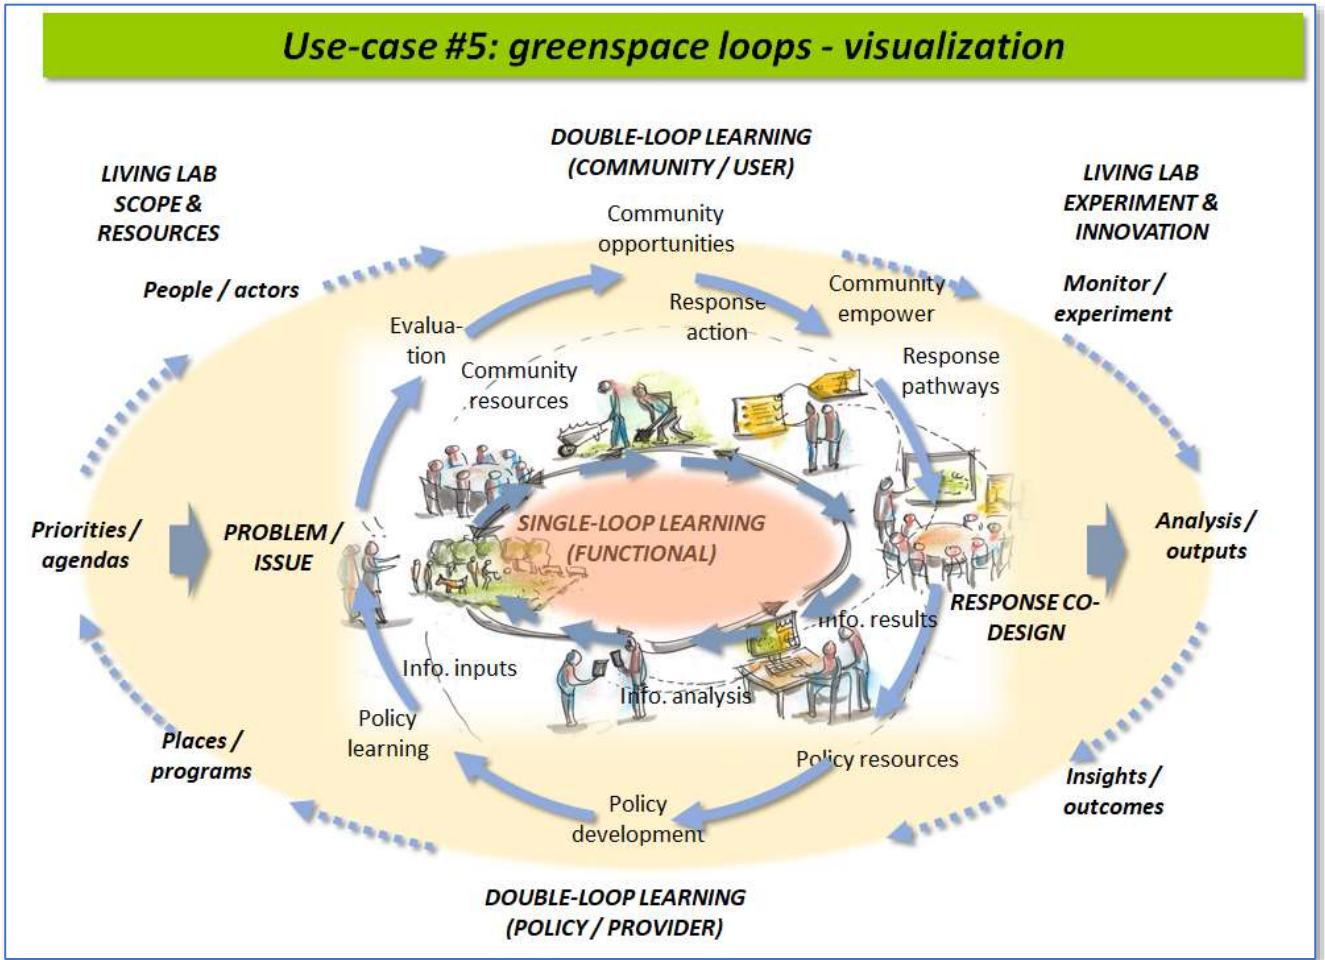 Use-case #5: greenspace loops - visualization
DOUBLE-LOOP LEARNING
(COMMUNITY / USER)
LIVING LAB
SCOPE &
RESOURCES
LIVING LAB
EXPERIMENT &
INNOVATION
Community
opportunities
People / actors
Monitor /
experiment
Community
empower
Response
action
Evalua-
tion
Response
pathways
Community
resources
Priorities /
agendas
PROBLEM /
ISSUE
SINGLE-LOOP LEARNING
(FUNCTIONAL)
Analysis /
outputs
RESPONSE CO-
DESIGN
Info. results
Info. inputs
Info. analysis
Policy
learning
Places /
programs
Policy resources
Insights /
outcomes
Policy
development
DOUBLE-LOOP LEARNING
(POLICY / PROVIDER)